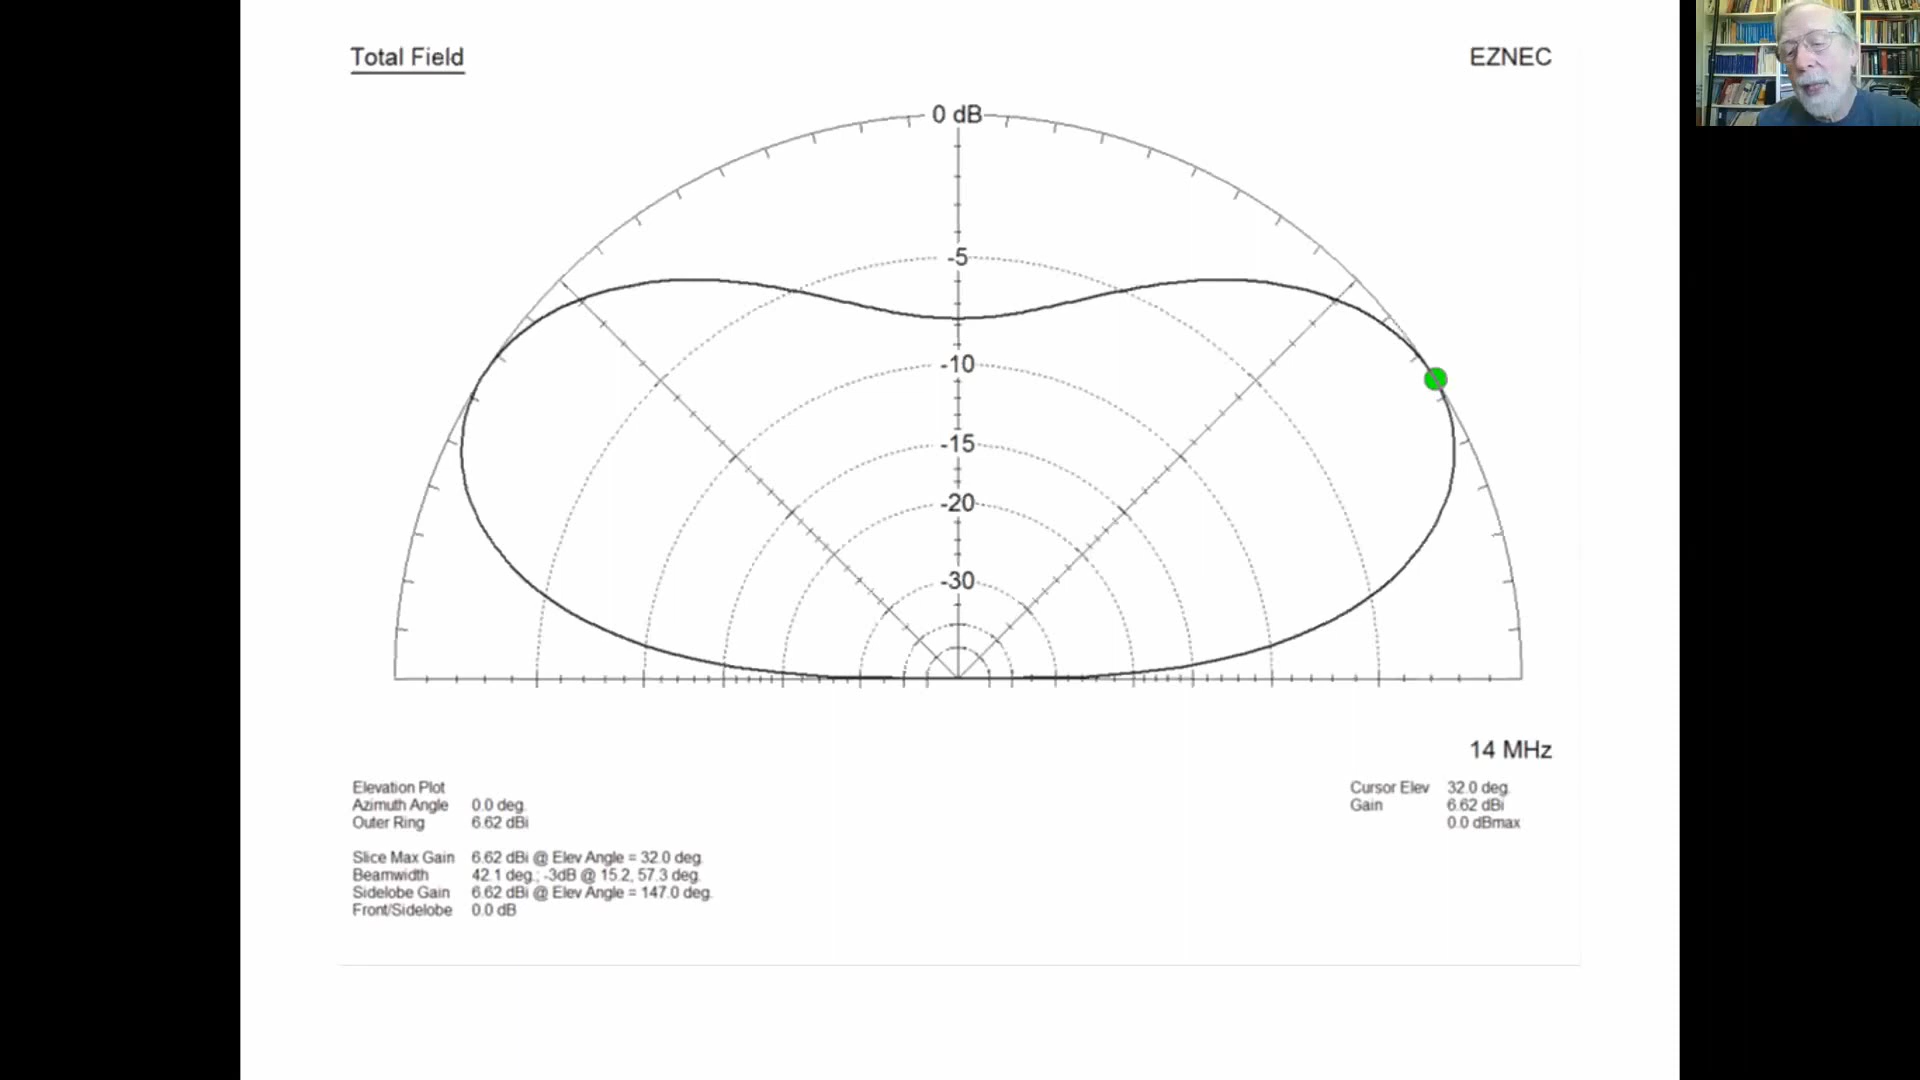 Total Field
EZNEC
0 dB
-5
-10
-15
-20
-30
14 MHz
Elevation Plot
Azimuth Angle 0.0 deg.
Outer Ring 6.62 dBi
Slice Max Gain 6.62 dBi @ Elev Angle = 32.0 deg.
Beamwidth 42.1 deg.; -3dB @ 15.2, 57.3 deg.
Sidelobe Gain 6.62 dBi @ Elev Angle = 147.0 deg.
Front/Sidelobe 0.0 dB
Cursor Elev 32.0 deg.
Gain 6.62 dBi
0.0 dBmax